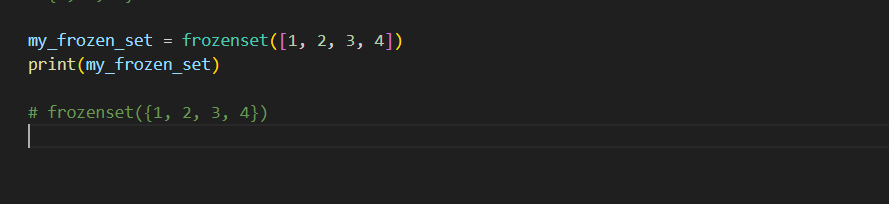 my_frozen_set = frozenset([1, 2, 3, 4])
print(my_frozen_set)
# frozenset({1, 2, 3, 4})